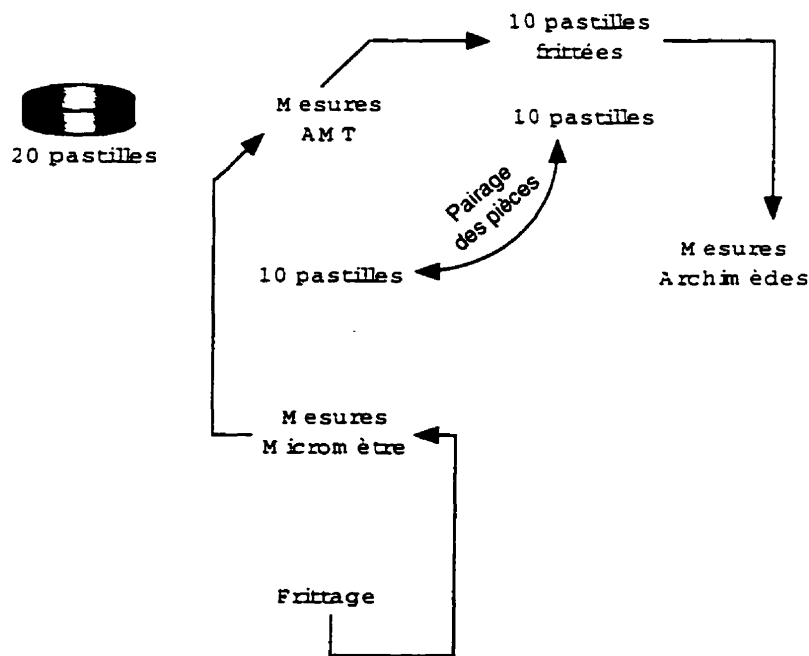 10 pastilles
frittées
Mesures
AMT
10 pastilles
20 pastilles
Pairage
des pièces
10 pastilles
Mesures
Archimèdes
Mesures
Micromètre
Frittage